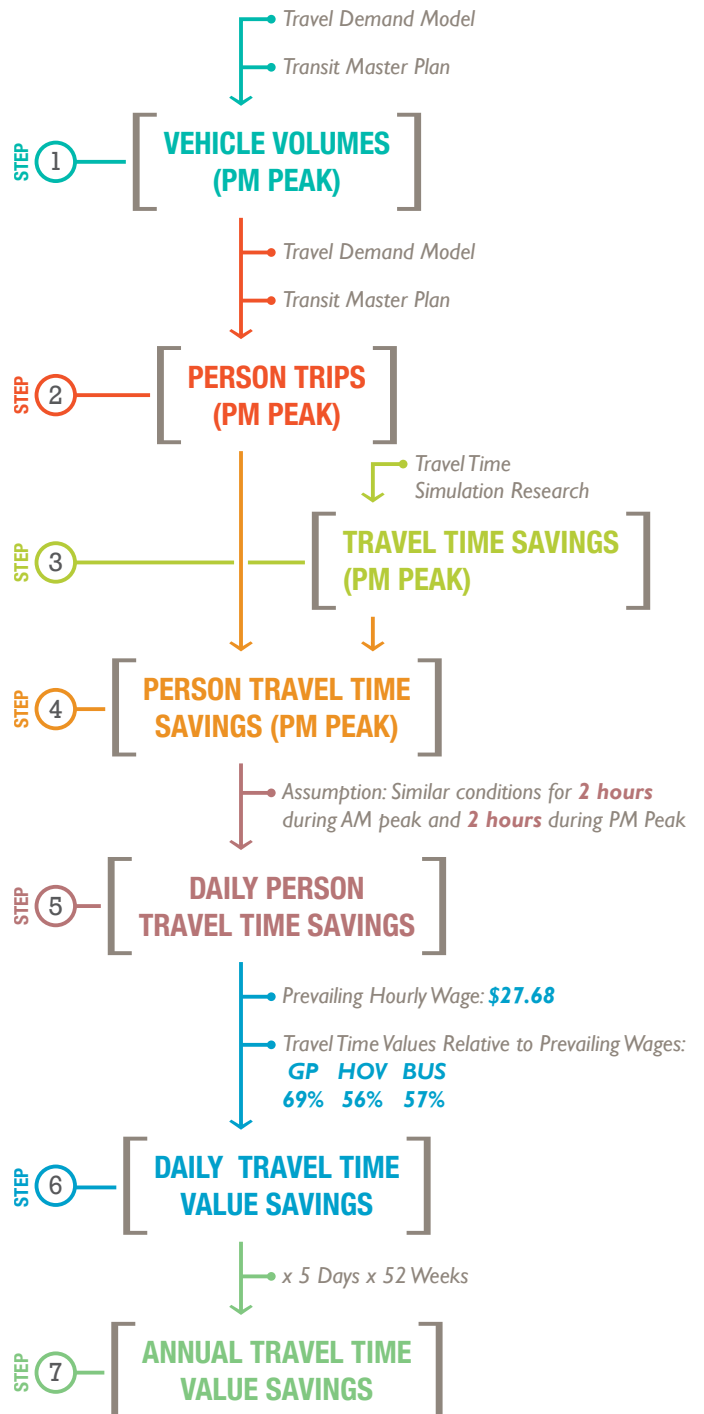 Travel Demand Model
Transit Master Plan
STEP 1
VEHICLE VOLUMES
(PM PEAK)
Travel Demand Model
Transit Master Plan
STEP 2
PERSON TRIPS
(PM PEAK)
Travel Time
Simulation Research
STEP 3
TRAVEL TIME SAVINGS
(PM PEAK)
STEP 4
PERSON TRAVEL TIME
SAVINGS (PM PEAK)
Assumption: Similar conditions for 2 hours
during AM peak and 2 hours during PM Peak
STEP 5
DAILY PERSON
TRAVEL TIME SAVINGS
Prevailing Hourly Wage: $27.68
Travel Time Values Relative to Prevailing Wages:
GP HOV BUS
69% 56% 57%
STEP 6
DAILY TRAVEL TIME
VALUE SAVINGS
x 5 Days x 52 Weeks
STEP 7
ANNUAL TRAVEL TIME
VALUE SAVINGS